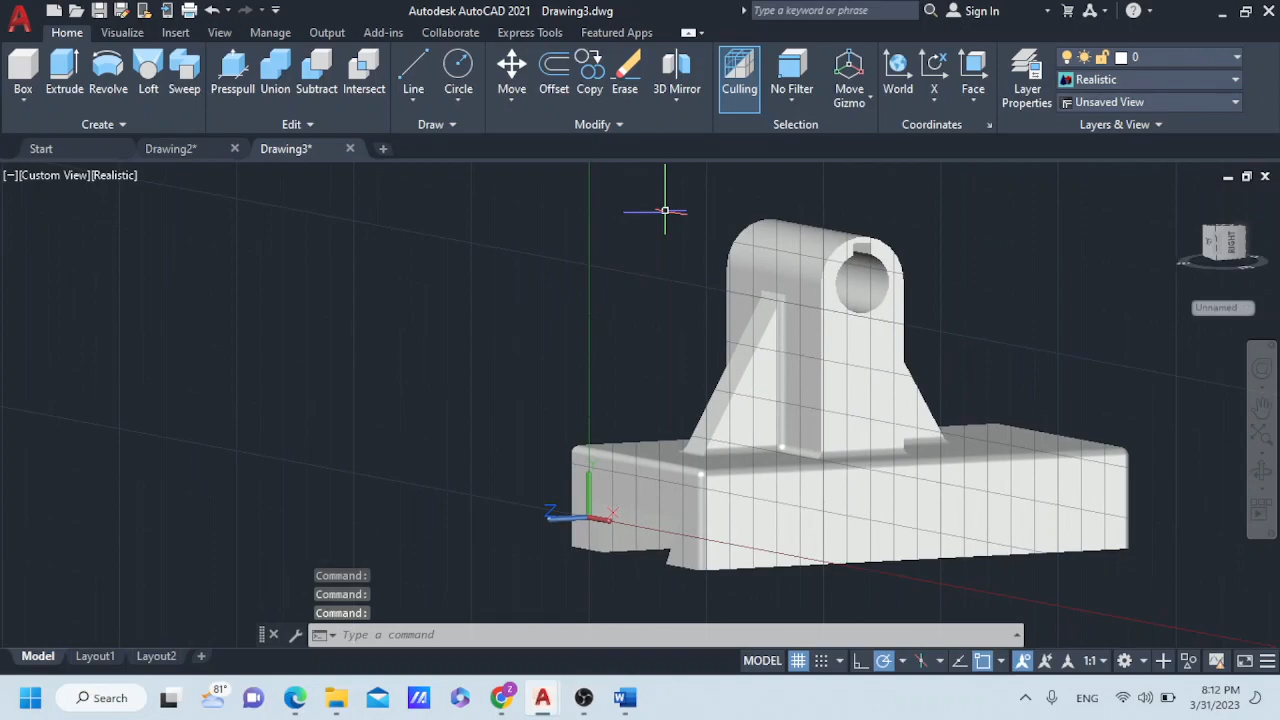 Autodesk AutoCAD 2021 Drawing3.dwg
Type a keyword or phrase
Sign In
Home Visualize Insert View Manage Output Add-ins Collaborate Express Tools Featured Apps
Box Extrude Revolve Loft Sweep
Presspull Union Subtract Intersect
Line Circle
Move Offset Copy Erase 3D Mirror
Culling No Filter Move Gizmo
World X Face
Layer Properties
0
Realistic
Unsaved View
Create Edit Draw Modify Selection Coordinates Layers & View
Start Drawing2* Drawing3*
[−][Custom View][Realistic]
RIGHT
Unnamed
Y
Z X
Command:
Command:
Command:
Type a command
Model Layout1 Layout2
MODEL 1:1
81°
Search
ENG
8:12 PM
3/31/2023